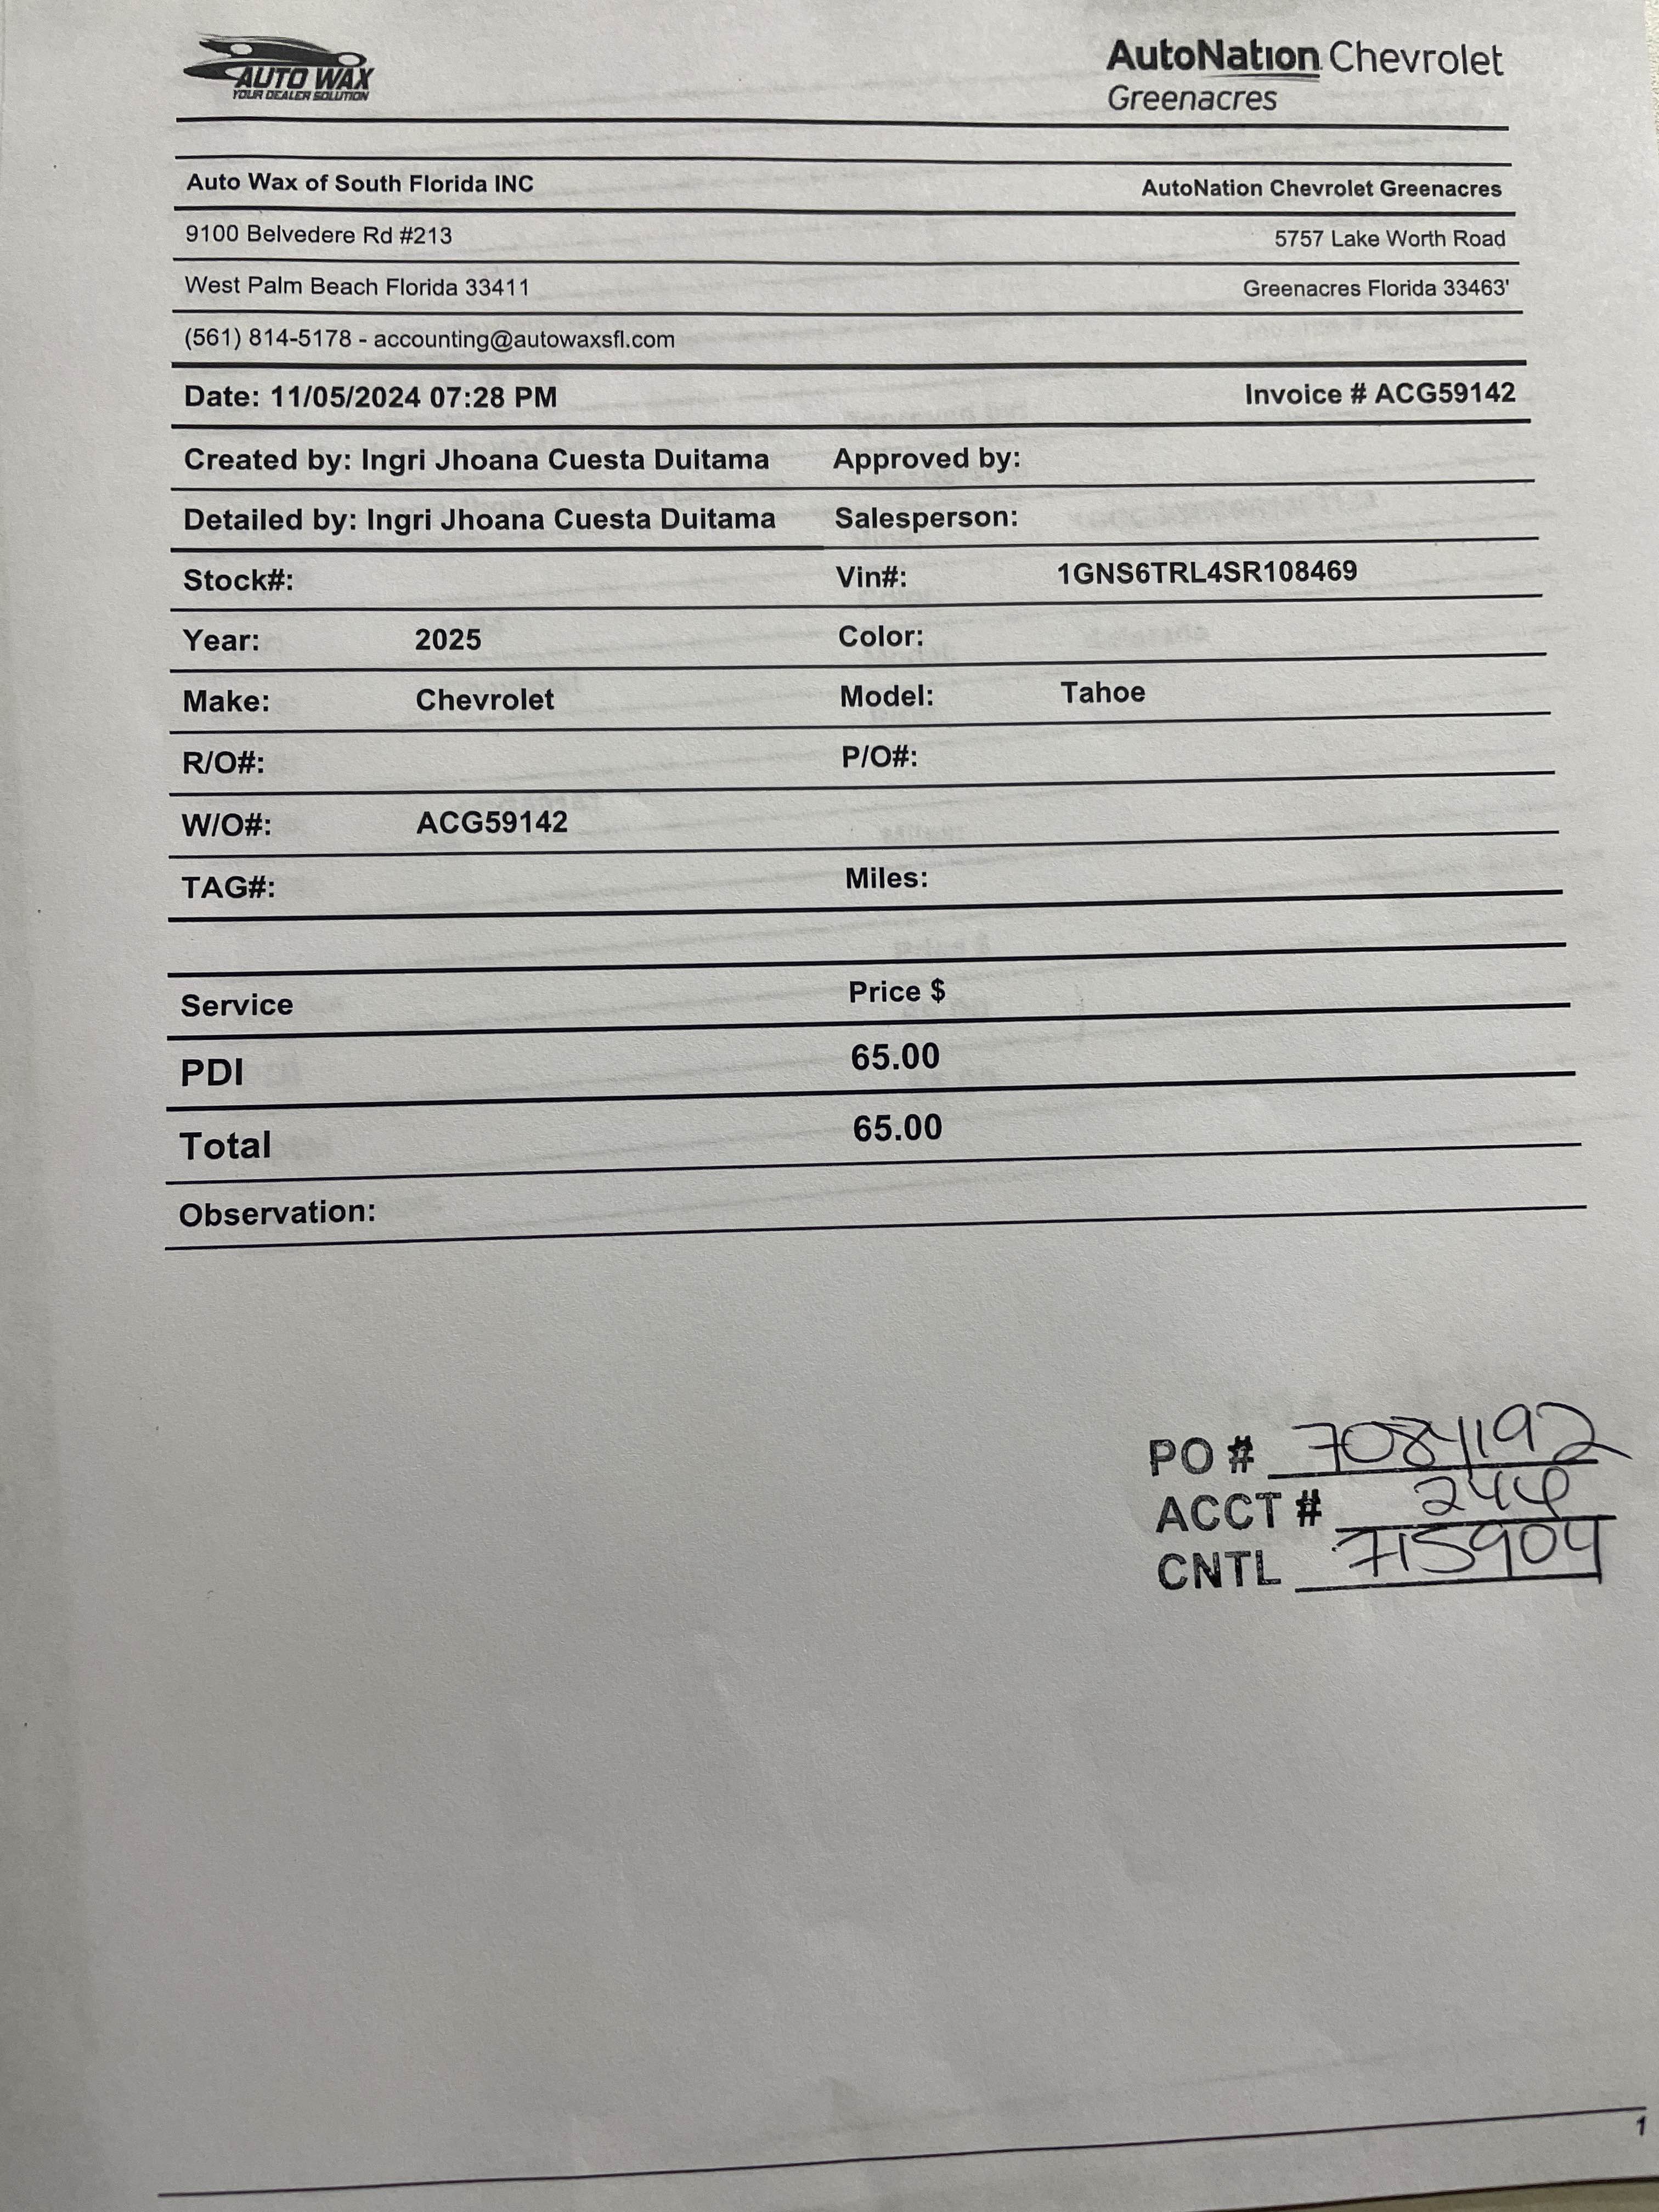 AUTO WAX
YOUR DEALER SOLUTION
AutoNation Chevrolet
Greenacres
Auto Wax of South Florida INC
AutoNation Chevrolet Greenacres
9100 Belvedere Rd #213
5757 Lake Worth Road
West Palm Beach Florida 33411
Greenacres Florida 33463'
(561) 814-5178 - accounting@autowaxsfl.com
Date: 11/05/2024 07:28 PM
Invoice # ACG59142
Created by: Ingri Jhoana Cuesta Duitama Approved by:
Detailed by: Ingri Jhoana Cuesta Duitama Salesperson:
Stock#: Vin#: 1GNS6TRL4SR108469
Year: 2025 Color:
Make: Chevrolet Model: Tahoe
R/O#: P/O#:
W/O#: ACG59142
TAG#: Miles:
Service Price $
PDI 65.00
Total 65.00
Observation:
PO # 7084192
ACCT #
CNTL 715904
1